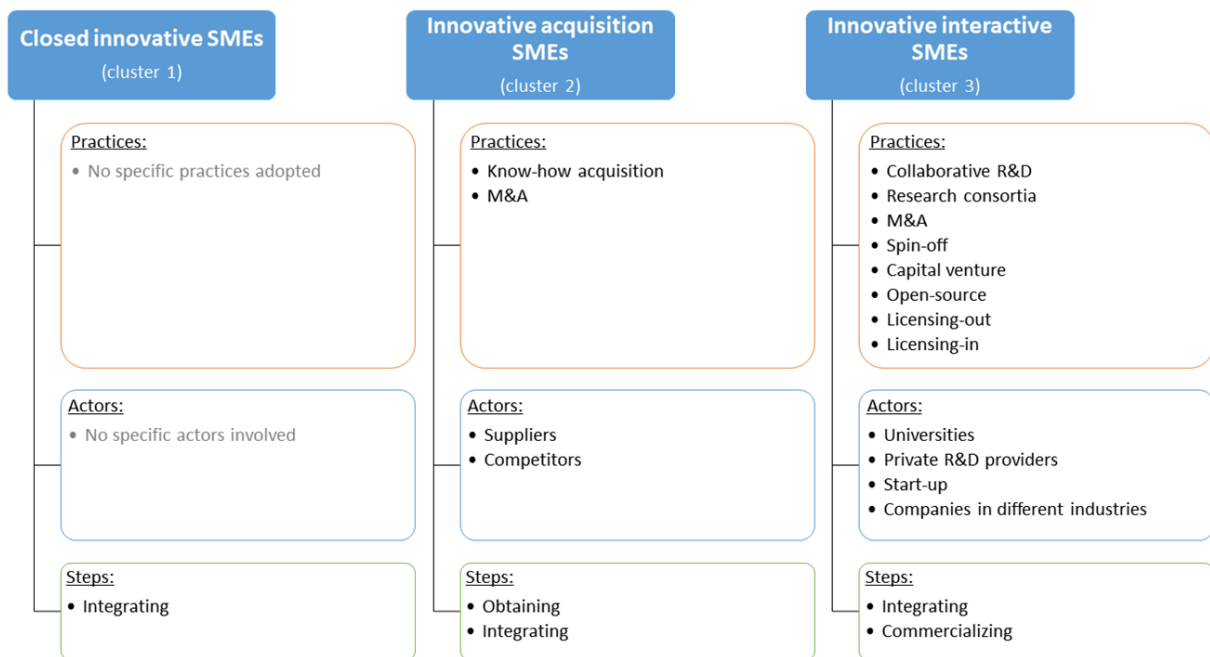 Closed innovative SMEs
(cluster 1)
Practices:
• No specific practices adopted
Actors:
• No specific actors involved
Steps:
• Integrating
Innovative acquisition
SMEs
(cluster 2)
Practices:
• Know-how acquisition
• M&A
Actors:
• Suppliers
• Competitors
Steps:
• Obtaining
• Integrating
Innovative interactive
SMEs
(cluster 3)
Practices:
• Collaborative R&D
• Research consortia
• M&A
• Spin-off
• Capital venture
• Open-source
• Licensing-out
• Licensing-in
Actors:
• Universities
• Private R&D providers
• Start-up
• Companies in different industries
Steps:
• Integrating
• Commercializing